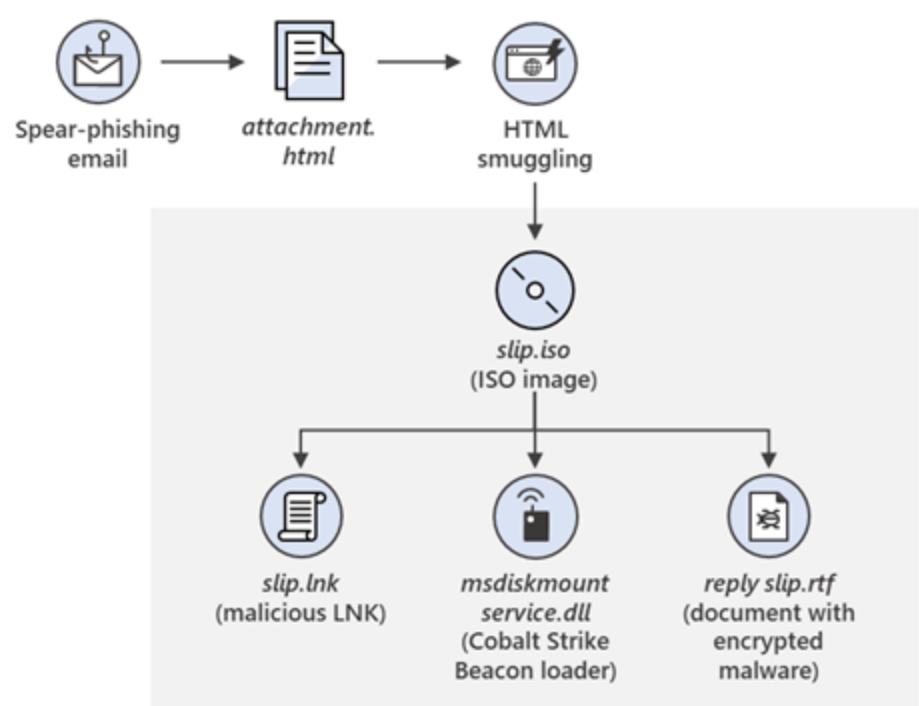 Spear-phishing
email
attachment.
html
HTML
smuggling
slip.iso
(ISO image)
slip.lnk
(malicious LNK)
msdiskmount
service.dll
(Cobalt Strike
Beacon loader)
reply slip.rtf
(document with
encrypted
malware)